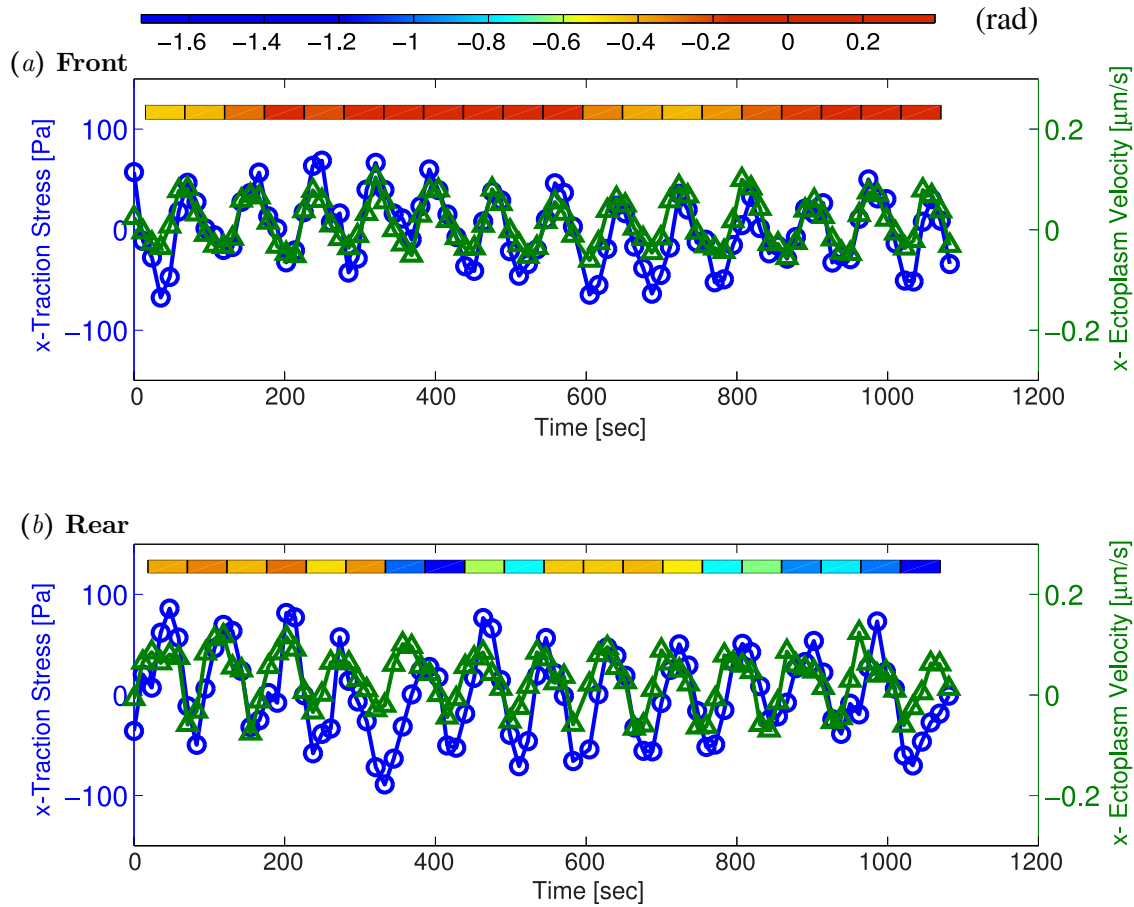 (rad)
−1.6 −1.4 −1.2 −1 −0.8 −0.6 −0.4 −0.2 0 0.2
(a) Front
x-Traction Stress [Pa]
100
0
−100
0.2
0
−0.2
x- Ectoplasm Velocity [μm/s]
0 200 400 600 800 1000 1200
Time [sec]
(b) Rear
x-Traction Stress [Pa]
100
0
−100
0.2
0
−0.2
x- Ectoplasm Velocity [μm/s]
0 200 400 600 800 1000 1200
Time [sec]